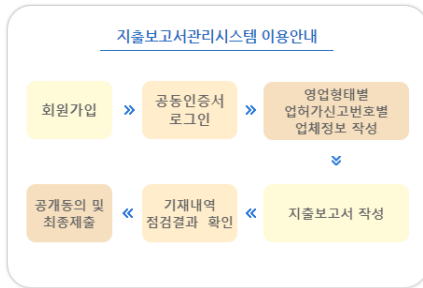 지출보고서관리시스템 이용안내
회원가입
공동인증서
로그인
영업형태별
업허가신고번호별
업체정보 작성
지출보고서 작성
기재내역
점검결과 확인
공개동의 및
최종제출